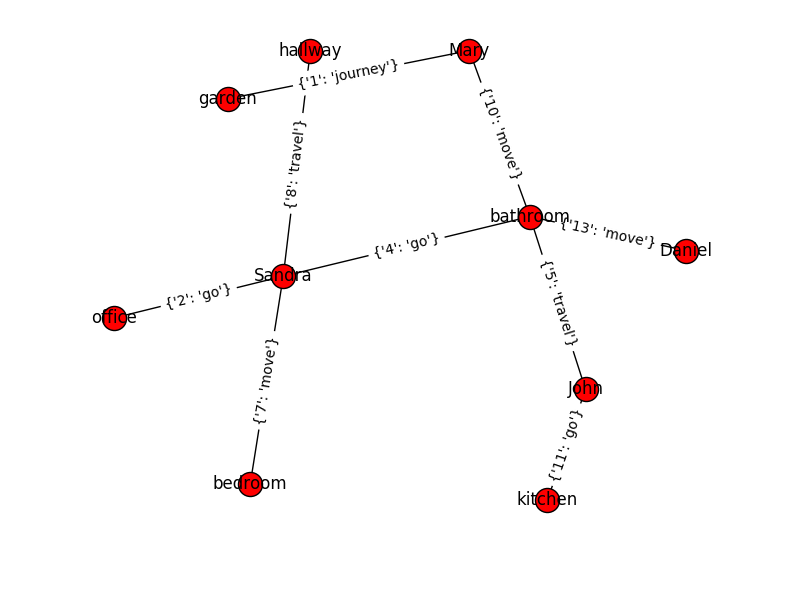 hallway
Mary
{'1': 'journey'}
garden
{'10': 'move'}
{'8': 'travel'}
bathroom
{'13': 'move'}
Daniel
{'4': 'go'}
Sandra
{'2': 'go'}
office
{'5': 'travel'}
{'7': 'move'}
John
{'11': 'go'}
bedroom
kitchen